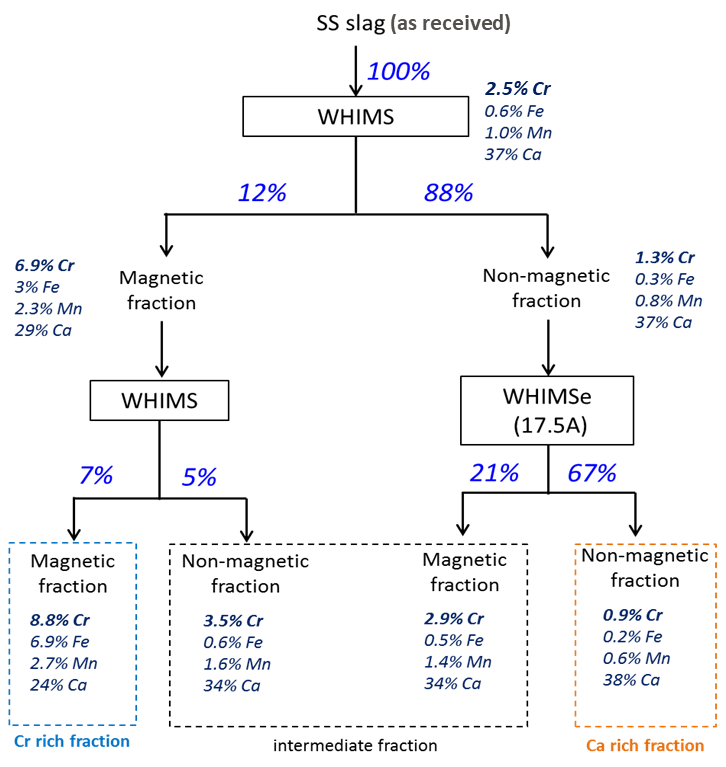 SS slag (as received)
100%
WHIMS
2.5% Cr
0.6% Fe
1.0% Mn
37% Ca
12%
88%
6.9% Cr
3% Fe
2.3% Mn
29% Ca
Magnetic
fraction
Non-magnetic
fraction
1.3% Cr
0.3% Fe
0.8% Mn
37% Ca
WHIMS
WHIMSe
(17.5A)
7%
5%
21%
67%
Magnetic
fraction
8.8% Cr
6.9% Fe
2.7% Mn
24% Ca
Non-magnetic
fraction
3.5% Cr
0.6% Fe
1.6% Mn
34% Ca
Magnetic
fraction
2.9% Cr
0.5% Fe
1.4% Mn
34% Ca
Non-magnetic
fraction
0.9% Cr
0.2% Fe
0.6% Mn
38% Ca
Cr rich fraction
intermediate fraction
Ca rich fraction